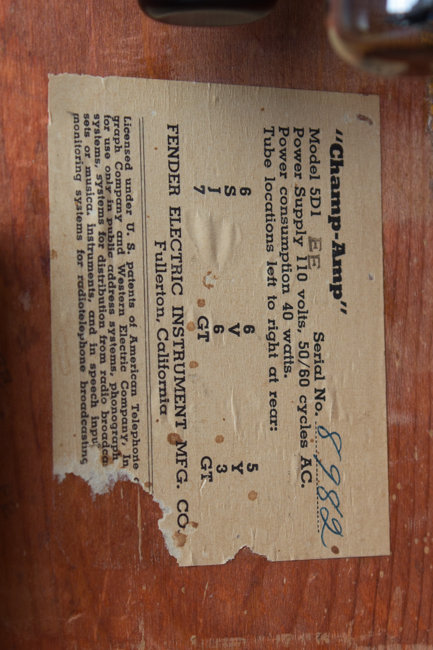 "Champ-Amp"
Model 5D1 EE Serial No. 8982
Power Supply 110 volts, 50/60 cycles AC.
Power consumption 40 watts.
Tube locations left to right at rear:
6 6 5
S V Y
J 6 3
7 GT GT
FENDER ELECTRIC INSTRUMENT MFG. CO.
Fullerton, California
Licensed under U. S. patents of American Telephone
graph Company and Western Electric Company, In
for use only in public address systems, phonograph
systems, systems for distribution from radio broadca
sets or musica. instruments, and in speech inpu
monitoring systems for radiotelephone broadcasting